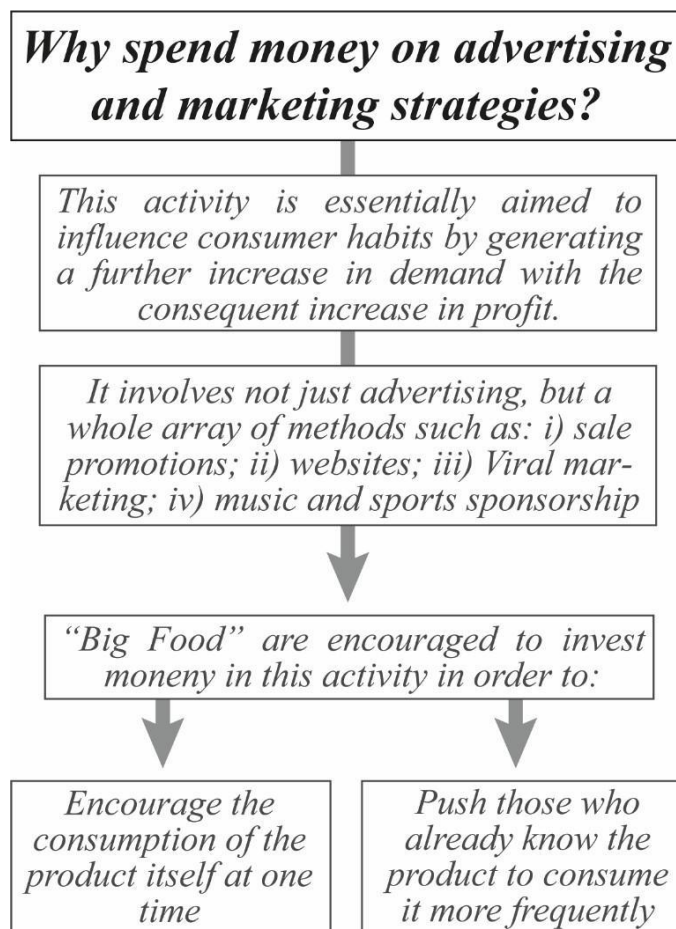 Why spend money on advertising
and marketing strategies?
This activity is essentially aimed to
influence consumer habits by generating
a further increase in demand with the
consequent increase in profit.
It involves not just advertising, but a
whole array of methods such as: i) sale
promotions; ii) websites; iii) Viral mar-
keting; iv) music and sports sponsorship
“Big Food” are encouraged to invest
moneny in this activity in order to:
Encourage the
consumption of the
product itself at one
time
Push those who
already know the
product to consume
it more frequently